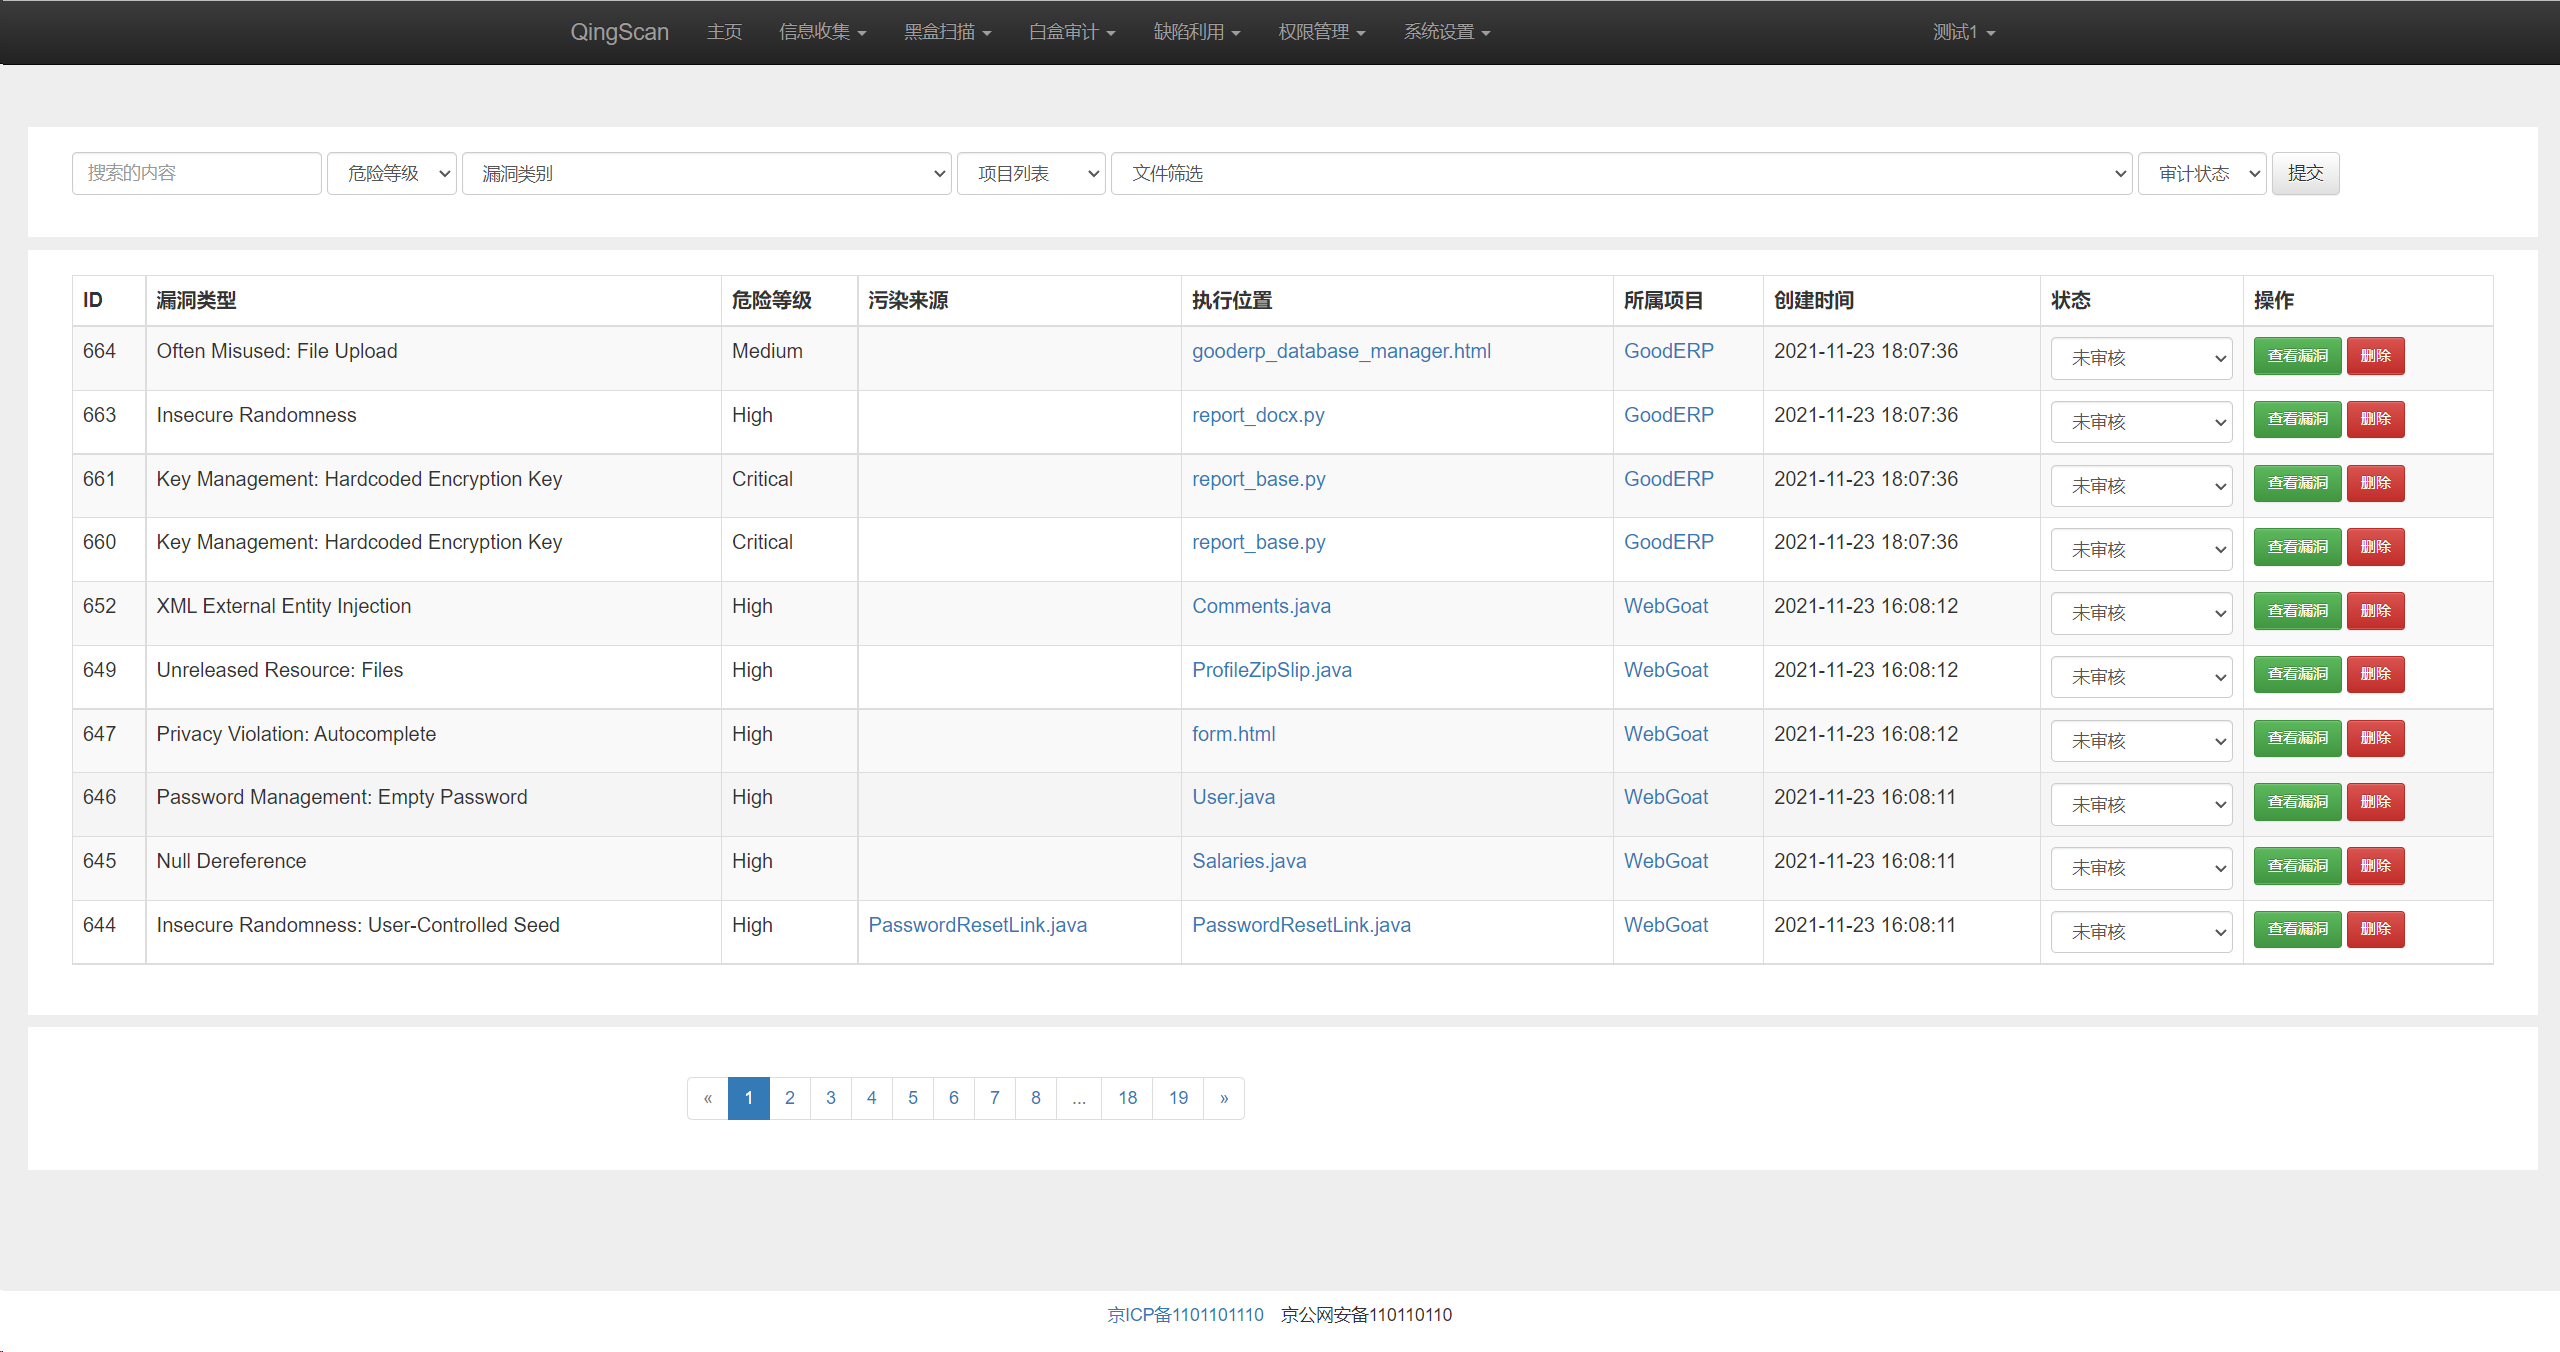 QingScan 主页 信息收集 黑盒扫描 白盒审计 缺陷利用 权限管理 系统设置 测试1
搜索的内容 危险等级 漏洞类别 项目列表 文件筛选 审计状态 提交
ID 漏洞类型 危险等级 污染来源 执行位置 所属项目 创建时间 状态 操作
664 Often Misused: File Upload Medium gooderp_database_manager.html GoodERP 2021-11-23 18:07:36 未审核 查看漏洞 删除
663 Insecure Randomness High report_docx.py GoodERP 2021-11-23 18:07:36 未审核 查看漏洞 删除
661 Key Management: Hardcoded Encryption Key Critical report_base.py GoodERP 2021-11-23 18:07:36 未审核 查看漏洞 删除
660 Key Management: Hardcoded Encryption Key Critical report_base.py GoodERP 2021-11-23 18:07:36 未审核 查看漏洞 删除
652 XML External Entity Injection High Comments.java WebGoat 2021-11-23 16:08:12 未审核 查看漏洞 删除
649 Unreleased Resource: Files High ProfileZipSlip.java WebGoat 2021-11-23 16:08:12 未审核 查看漏洞 删除
647 Privacy Violation: Autocomplete High form.html WebGoat 2021-11-23 16:08:12 未审核 查看漏洞 删除
646 Password Management: Empty Password High User.java WebGoat 2021-11-23 16:08:11 未审核 查看漏洞 删除
645 Null Dereference High Salaries.java WebGoat 2021-11-23 16:08:11 未审核 查看漏洞 删除
644 Insecure Randomness: User-Controlled Seed High PasswordResetLink.java PasswordResetLink.java WebGoat 2021-11-23 16:08:11 未审核 查看漏洞 删除
« 1 2 3 4 5 6 7 8 ... 18 19 »
京ICP备1101101110 京公网安备110110110